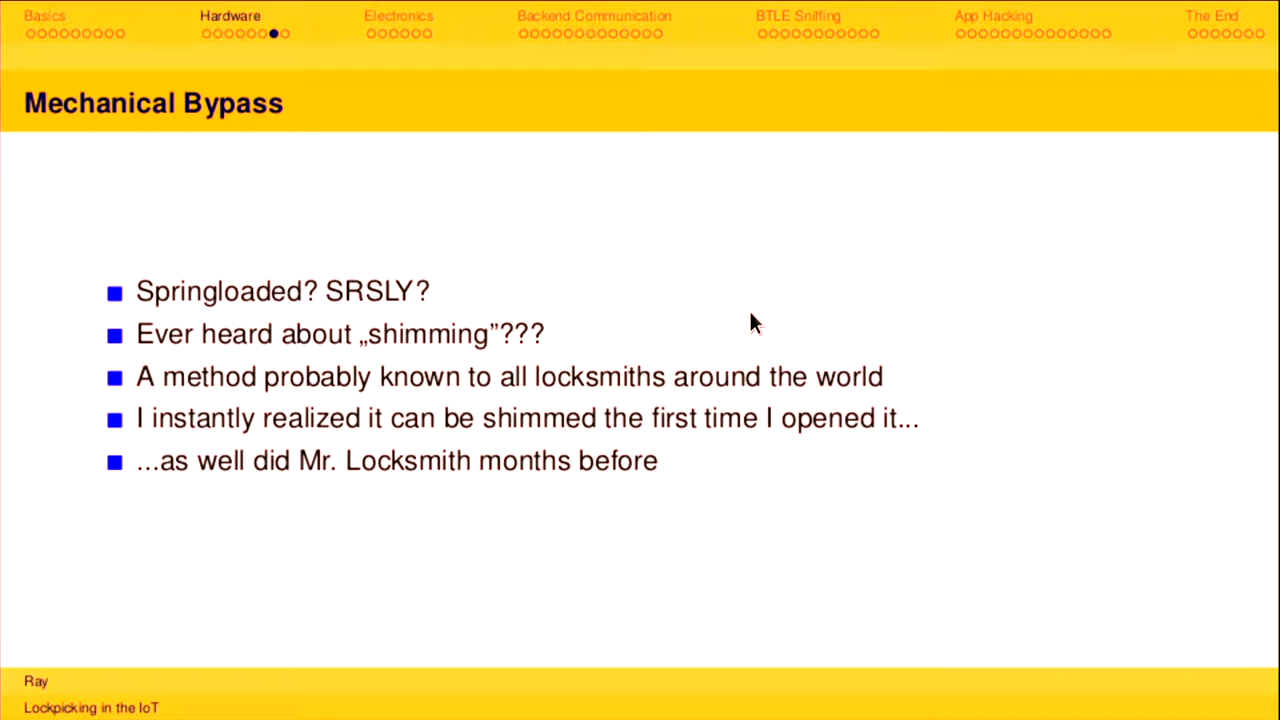 Basics Hardware Electronics Backend Communication BTLE Sniffing App Hacking The End
Mechanical Bypass
Springloaded? SRSLY?
Ever heard about „shimming”???
A method probably known to all locksmiths around the world
I instantly realized it can be shimmed the first time I opened it...
...as well did Mr. Locksmith months before
Ray
Lockpicking in the IoT